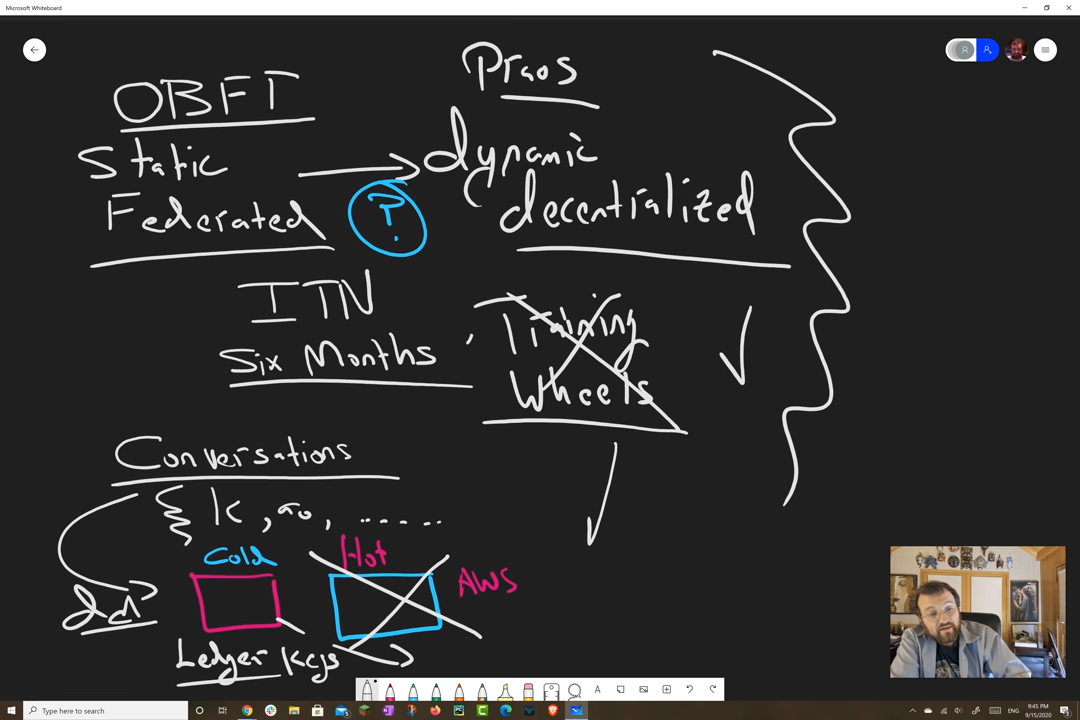 Microsoft Whiteboard
OBFT
Praos
Static
dynamic
Federated
?
decentralized
ITN
Six Months
Training
Wheels
Conversations
K, a₀, ......
Cold
Hot
AWS
Ledger Keys
Type here to search
ENG
9:45 PM
9/15/2020